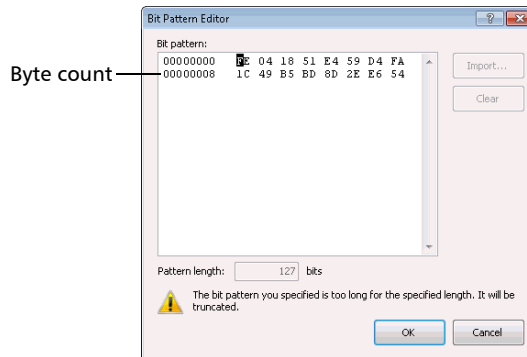 Bit Pattern Editor
Bit pattern:
00000000 FE 04 18 51 E4 59 D4 FA
Import...
Byte count
00000008 1C 49 B5 BD 8D 2E E6 54
Clear
Pattern length: 127 bits
The bit pattern you specified is too long for the specified length. It will be
truncated.
OK Cancel